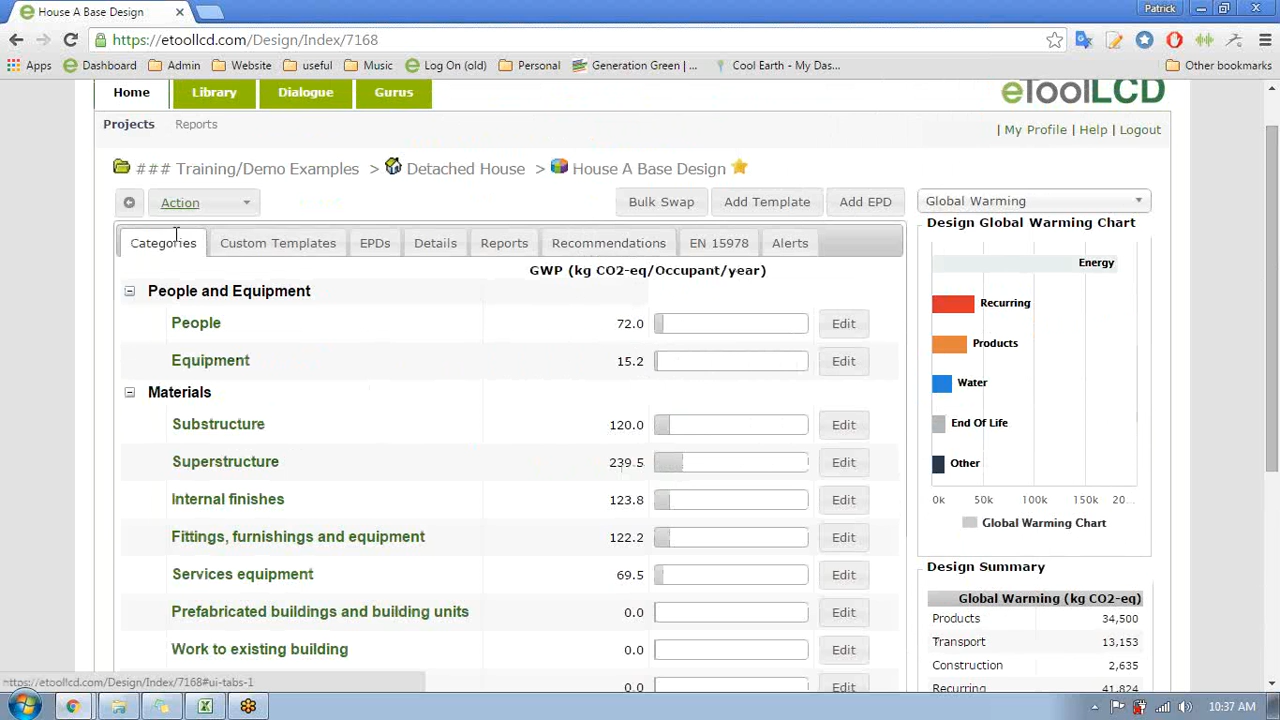 House A Base Design
Patrick
https://etoollcd.com/Design/Index/7168
Apps Dashboard Admin Website useful Music Log On (old) Personal Generation Green | ... Cool Earth - My Das... Other bookmarks
Home Library Dialogue Gurus
eToolLCD
Projects Reports
| My Profile | Help | Logout
### Training/Demo Examples > Detached House > House A Base Design
Action Bulk Swap Add Template Add EPD Global Warming
Categories Custom Templates EPDs Details Reports Recommendations EN 15978 Alerts
GWP (kg CO2-eq/Occupant/year)
People and Equipment
People 72.0 Edit
Equipment 15.2 Edit
Materials
Substructure 120.0 Edit
Superstructure 239.5 Edit
Internal finishes 123.8 Edit
Fittings, furnishings and equipment 122.2 Edit
Services equipment 69.5 Edit
Prefabricated buildings and building units 0.0 Edit
Work to existing building 0.0 Edit
0.0 Edit
Design Global Warming Chart
Energy
Recurring
Products
Water
End Of Life
Other
0k 50k 100k 150k 20...
Global Warming Chart
Design Summary
Global Warming (kg CO2-eq)
Products 34,500
Transport 13,153
Construction 2,635
Recurring 41,824
https://etoollcd.com/Design/Index/7168#ui-tabs-1
10:37 AM